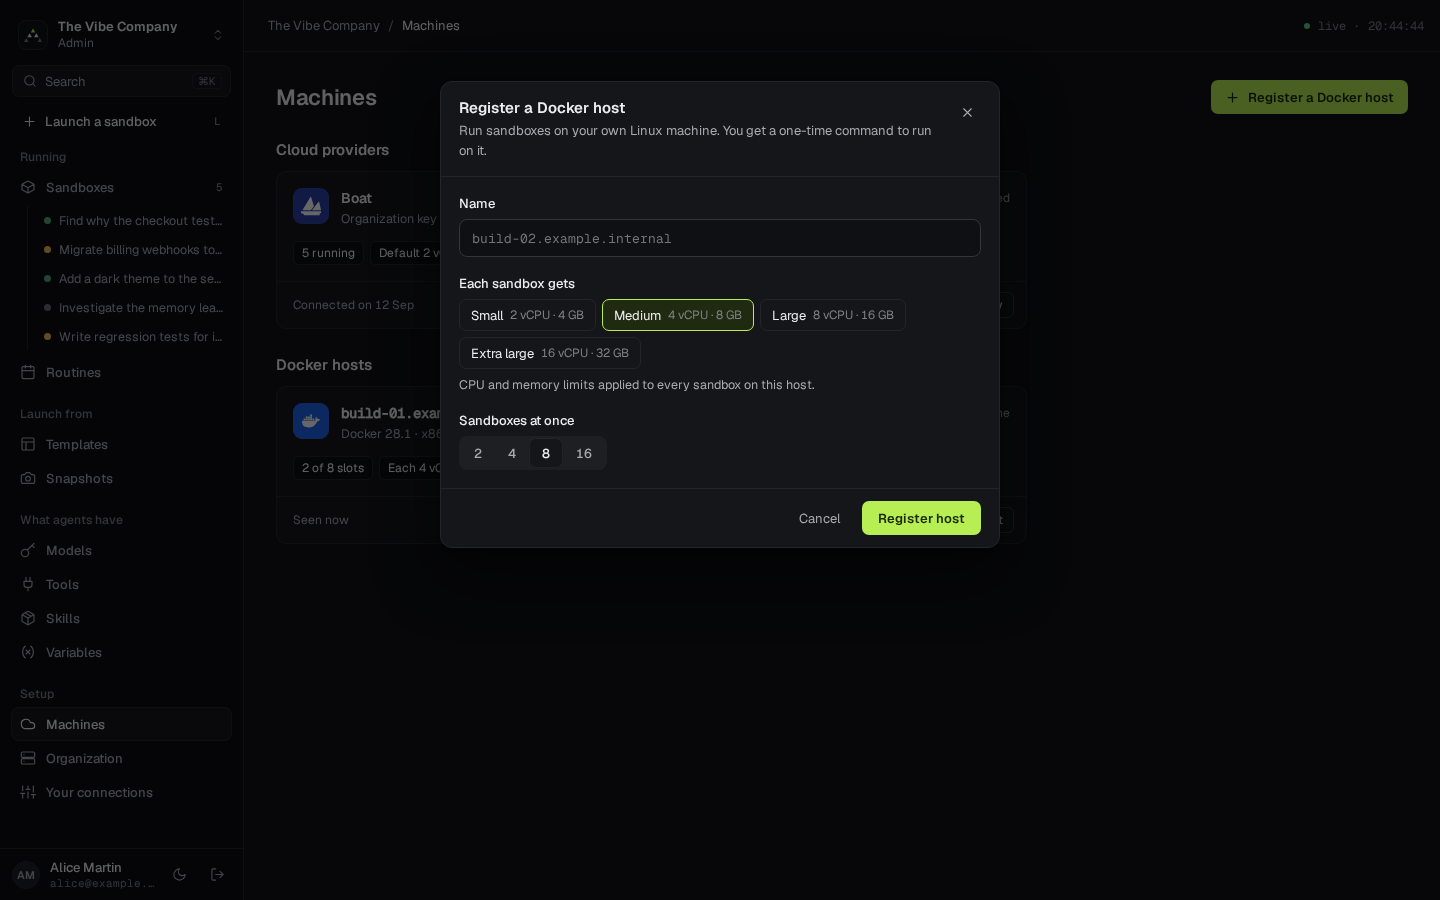 The Vibe Company
Admin
Search ⌘K
Launch a sandbox L
Running
Sandboxes 5
Find why the checkout test…
Migrate billing webhooks to…
Add a dark theme to the se…
Investigate the memory lea…
Write regression tests for i…
Routines
Launch from
Templates
Snapshots
What agents have
Models
Tools
Skills
Variables
Setup
Machines
Organization
Your connections
AM
Alice Martin
alice@example.…
The Vibe Company / Machines
live · 20:44:44
Machines
Register a Docker host
Cloud providers
Boat
Organization key
5 running
Default 2 v
Connected on 12 Sep
Docker hosts
build-01.exam
Docker 28.1 · x86
2 of 8 slots
Each 4 vC
Seen now
Register a Docker host
Run sandboxes on your own Linux machine. You get a one-time command to run
on it.
Name
build-02.example.internal
Each sandbox gets
Small 2 vCPU · 4 GB
Medium 4 vCPU · 8 GB
Large 8 vCPU · 16 GB
Extra large 16 vCPU · 32 GB
CPU and memory limits applied to every sandbox on this host.
Sandboxes at once
2 4 8 16
Cancel
Register host